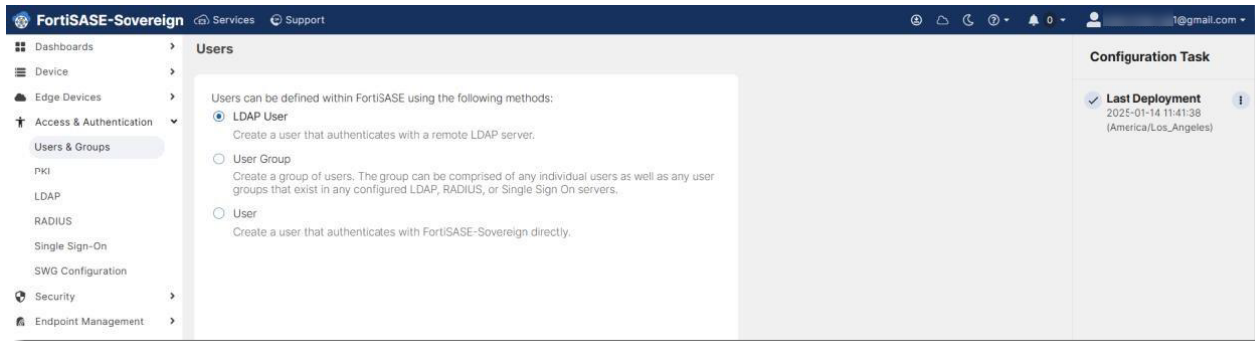 FortiSASE-Sovereign Services Support 0 1@gmail.com
Dashboards
Device
Edge Devices
Access & Authentication
Users & Groups
PKI
LDAP
RADIUS
Single Sign-On
SWG Configuration
Security
Endpoint Management
Users
Users can be defined within FortiSASE using the following methods:
LDAP User
Create a user that authenticates with a remote LDAP server.
User Group
Create a group of users. The group can be comprised of any individual users as well as any user
groups that exist in any configured LDAP, RADIUS, or Single Sign On servers.
User
Create a user that authenticates with FortiSASE-Sovereign directly.
Configuration Task
Last Deployment
2025-01-14 11:41:38
(America/Los_Angeles)